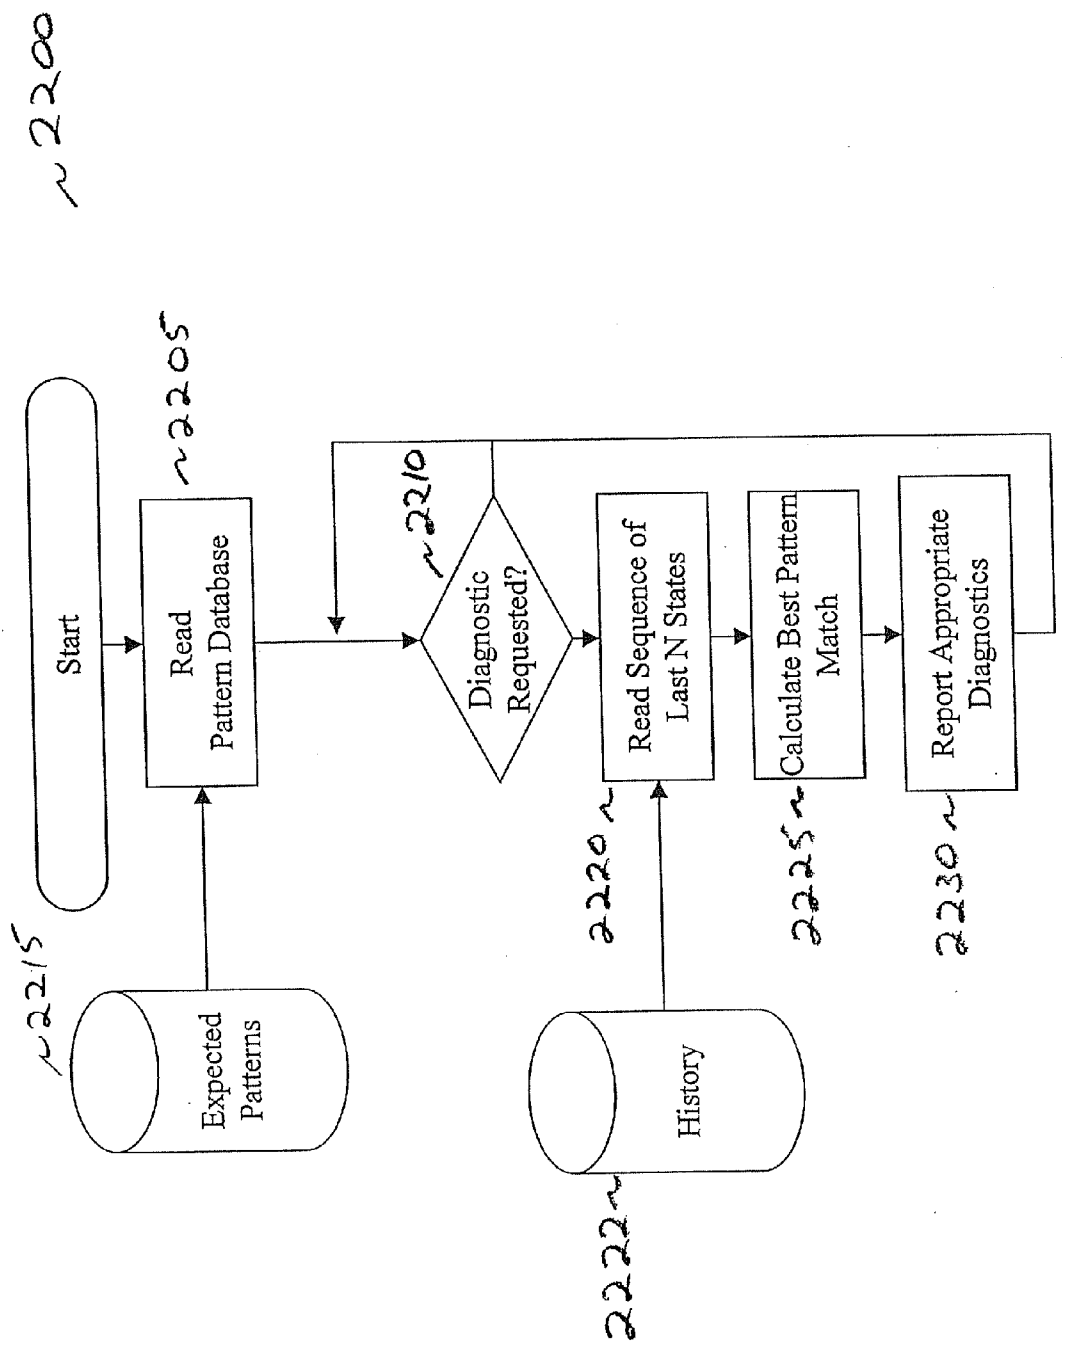 ~2200
Start
~2215
~2205
Read
Pattern Database
Expected
Patterns
~2210
Diagnostic
Requested?
2220~
Read Sequence of
Last N States
2222~
History
2225~
Calculate Best Pattern
Match
2230~
Report Appropriate
Diagnostics